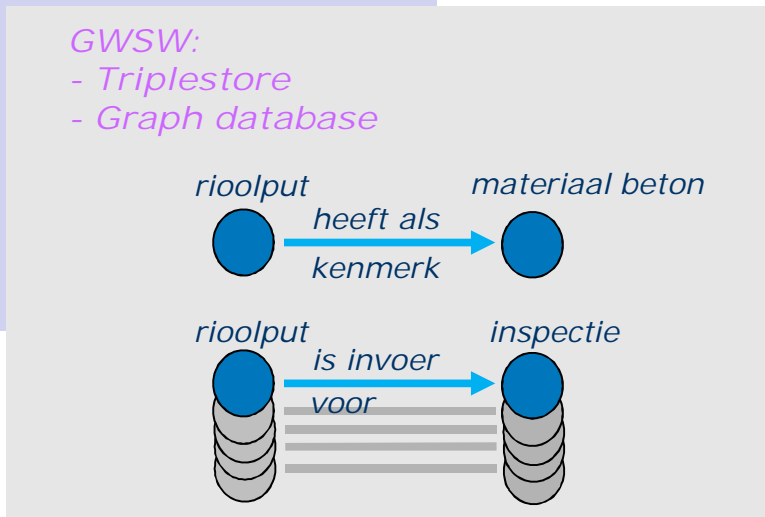 GWSW:
- Triplestore
- Graph database
rioolput
materiaal beton
heeft als
kenmerk
rioolput
inspectie
is invoer
voor